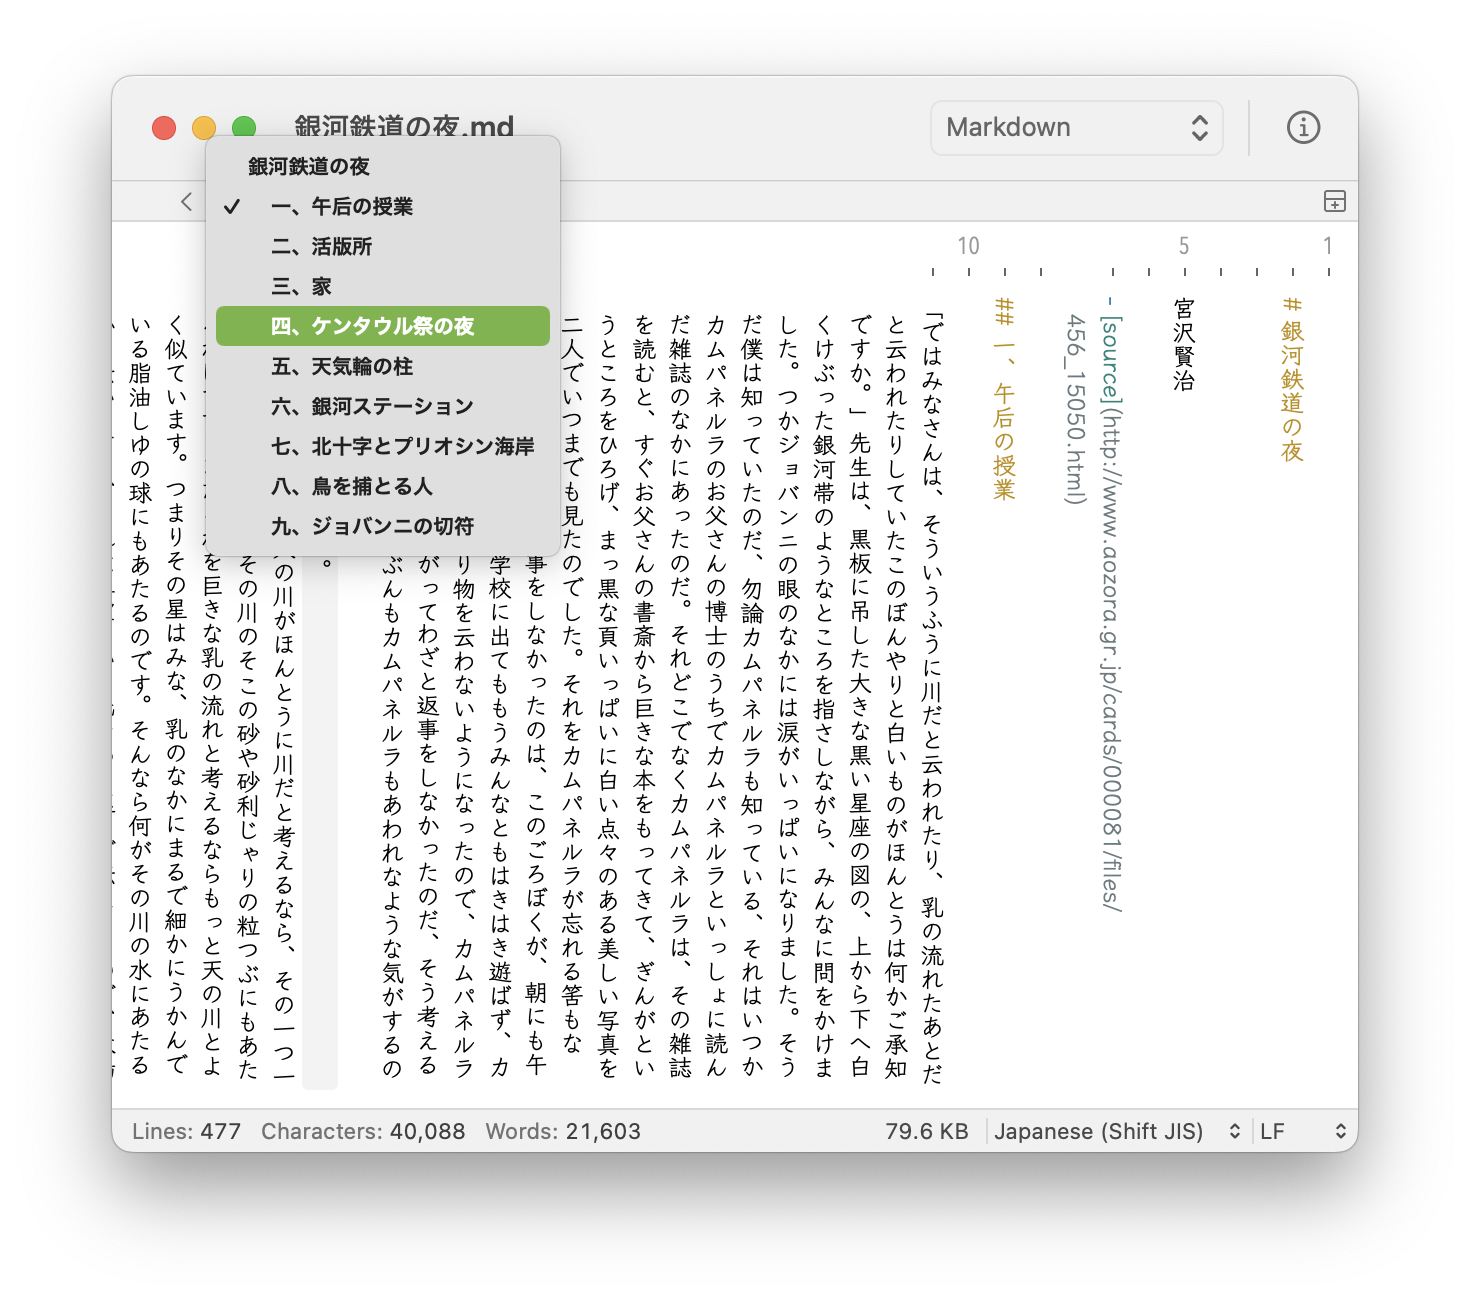 銀河鉄道の夜.md
Markdown
銀河鉄道の夜
✓ 一、午后の授業
二、活版所
三、家
四、ケンタウル祭の夜
五、天気輪の柱
六、銀河ステーション
七、北十字とプリオシン海岸
八、鳥を捕とる人
九、ジョバンニの切符
1
5
10
# 銀河鉄道の夜
宮沢賢治
- [source](http://www.aozora.gr.jp/cards/000081/files/
456_15050.html)
## 一、午后の授業
「ではみなさんは、そういうふうに川だと云われたり、乳の流れたあとだ
と云われたりしていたこのぼんやりと白いものがほんとうは何かご承知
ですか。」先生は、黒板に吊した大きな黒い星座の図の、上から下へ白
くけぶった銀河帯のようなところを指さしながら、みんなに問をかけま
した。つかジョバンニの眼のなかには涙がいっぱいになりました。そう
だ僕は知っていたのだ、勿論カムパネルラも知っている、それはいつか
カムパネルラのお父さんの博士のうちでカムパネルラといっしょに読ん
だ雑誌のなかにあったのだ。それどこでなくカムパネルラは、その雑誌
を読むと、すぐお父さんの書斎から巨きな本をもってきて、ぎんがとい
うところをひろげ、まっ黒な頁いっぱいに白い点々のある美しい写真を
二人でいつまでも見たのでした。それをカムパネルラが忘れる筈もな
事をしなかったのは、このごろぼくが、朝にも午
学校に出てももうみんなともはきはき遊ばず、カ
り物を云わないようになったので、カムパネルラ
がってわざと返事をしなかったのだ、そう考える
ぶんもカムパネルラもあわれなような気がするの
。
の川がほんとうに川だと考えるなら、その一つ一
その川のそこの砂や砂利じゃりの粒つぶにもあた
を巨きな乳の流れと考えるならもっと天の川とよ
く似ています。つまりその星はみな、乳のなかにまるで細かにうかんで
いる脂油しゆの球にもあたるのです。そんなら何がその川の水にあたる
Lines: 477 Characters: 40,088 Words: 21,603
79.6 KB
Japanese (Shift JIS)
LF